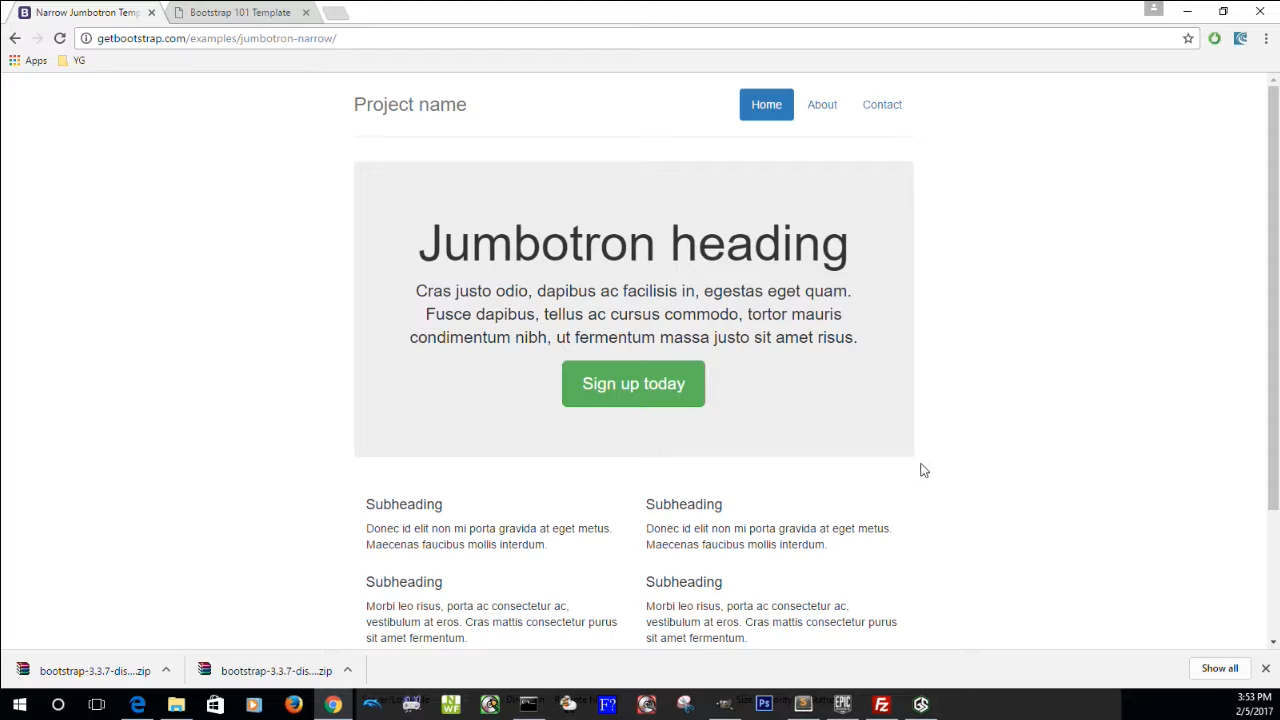 Narrow Jumbotron Temp
Bootstrap 101 Template
getbootstrap.com/examples/jumbotron-narrow/
Apps
YG
Project name
Home
About
Contact
Jumbotron heading
Cras justo odio, dapibus ac facilisis in, egestas eget quam.
Fusce dapibus, tellus ac cursus commodo, tortor mauris
condimentum nibh, ut fermentum massa justo sit amet risus.
Sign up today
Subheading
Donec id elit non mi porta gravida at eget metus.
Maecenas faucibus mollis interdum.
Subheading
Donec id elit non mi porta gravida at eget metus.
Maecenas faucibus mollis interdum.
Subheading
Morbi leo risus, porta ac consectetur ac,
vestibulum at eros. Cras mattis consectetur purus
sit amet fermentum.
Subheading
Morbi leo risus, porta ac consectetur ac,
vestibulum at eros. Cras mattis consectetur purus
sit amet fermentum.
bootstrap-3.3.7-dis....zip
bootstrap-3.3.7-dis....zip
Show all
NWF
F?
Ps
EPIC
3:53 PM
2/5/2017